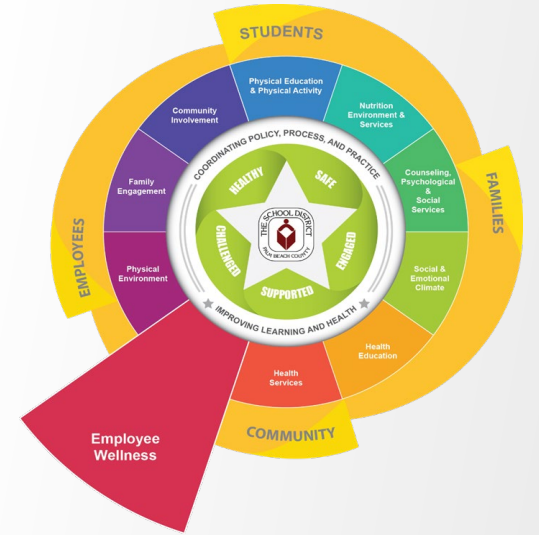 STUDENTS
Physical Education
& Physical Activity
Nutrition
Environment &
Services
Counseling,
Psychological
&
Social
Services
FAMILIES
Social &
Emotional
Climate
Health
Education
Health
Services
COMMUNITY
Employee
Wellness
Physical
Environment
EMPLOYEES
Family
Engagement
Community
Involvement
COORDINATING POLICY, PROCESS, AND PRACTICE
IMPROVING LEARNING AND HEALTH
HEALTHY
SAFE
ENGAGED
SUPPORTED
CHALLENGED
THE SCHOOL DISTRICT
PALM BEACH COUNTY